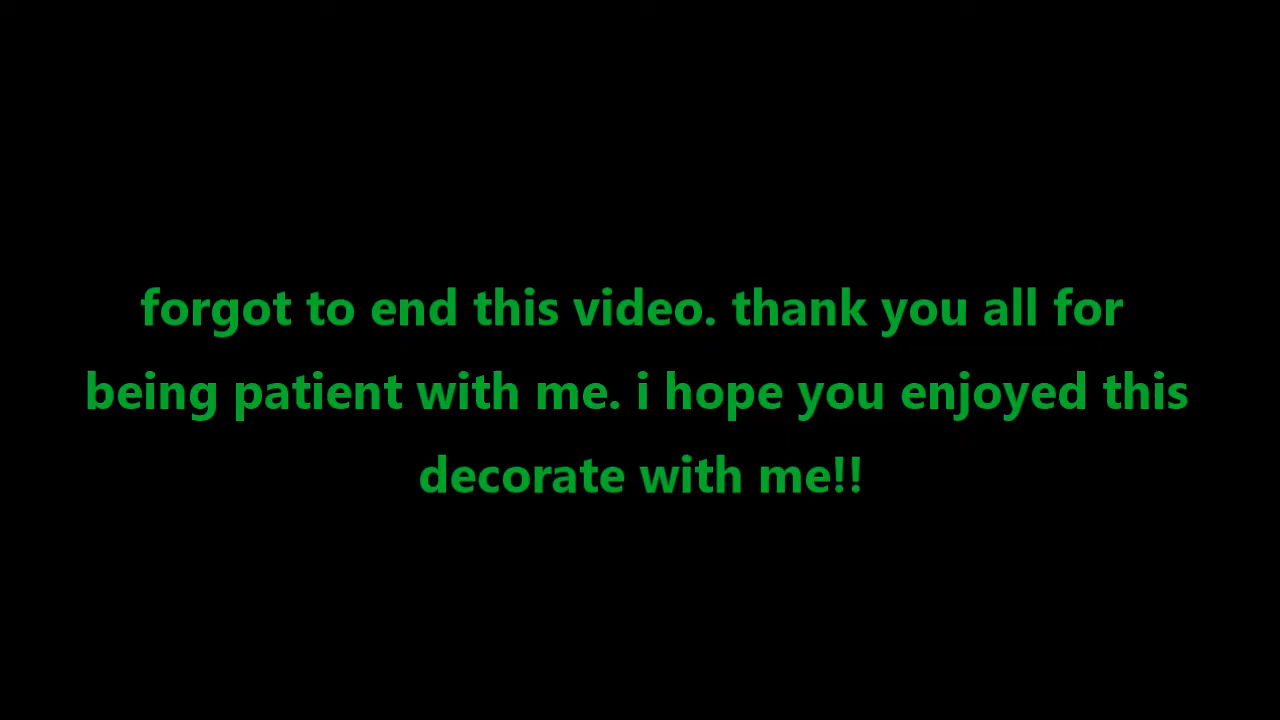 forgot to end this video. thank you all for
being patient with me. i hope you enjoyed this
decorate with me!!